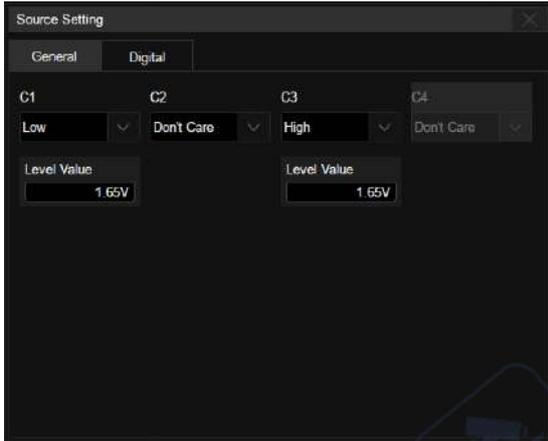 Source Setting
General Digital
C1 C2 C3 C4
Low Don't Care High Don't Care
Level Value Level Value
1.65V 1.65V